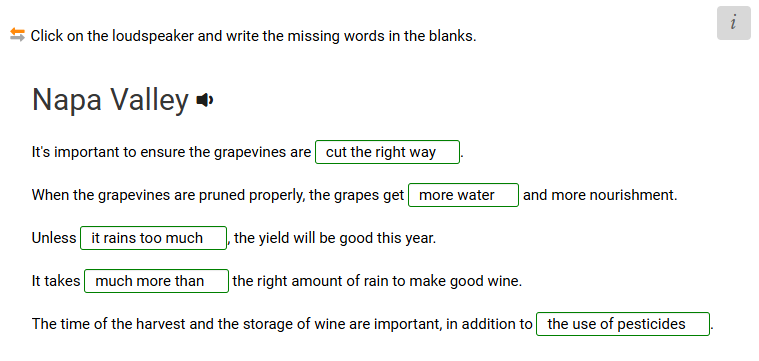 Click on the loudspeaker and write the missing words in the blanks.
i
Napa Valley
It's important to ensure the grapevines are cut the right way.
When the grapevines are pruned properly, the grapes get more water and more nourishment.
Unless it rains too much, the yield will be good this year.
It takes much more than the right amount of rain to make good wine.
The time of the harvest and the storage of wine are important, in addition to the use of pesticides.